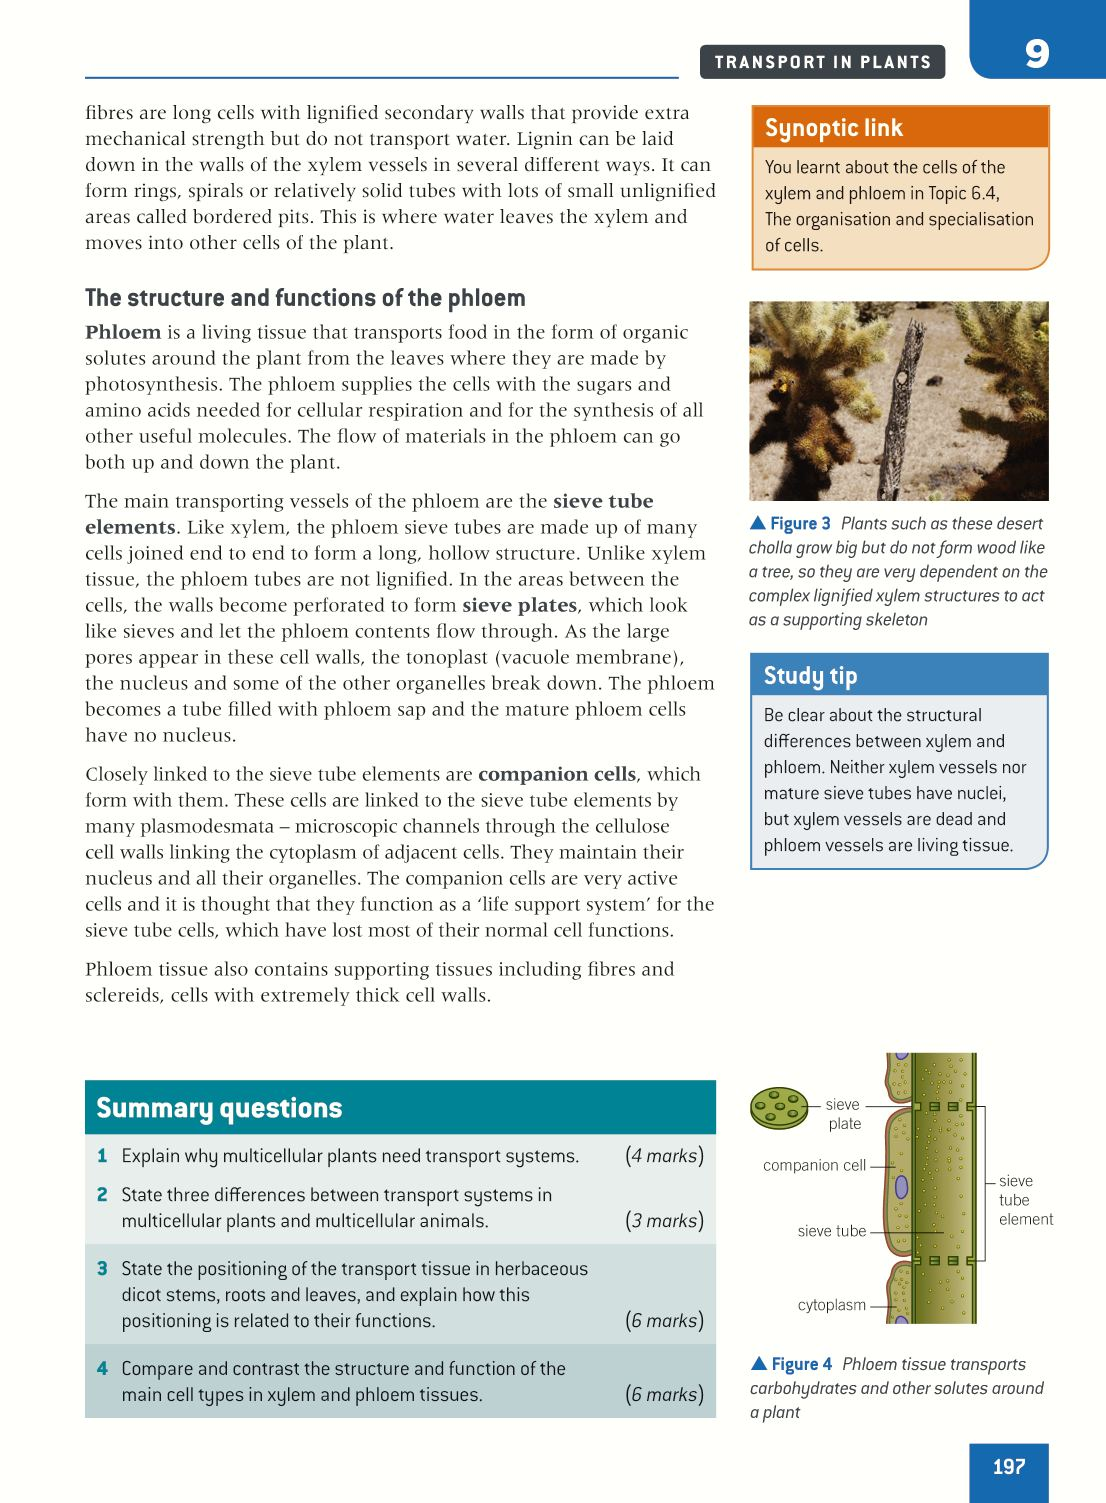 TRANSPORT IN PLANTS
9
fibres are long cells with lignified secondary walls that provide extra
mechanical strength but do not transport water. Lignin can be laid
down in the walls of the xylem vessels in several different ways. It can
form rings, spirals or relatively solid tubes with lots of small unlignified
areas called bordered pits. This is where water leaves the xylem and
moves into other cells of the plant.
The structure and functions of the phloem
Phloem is a living tissue that transports food in the form of organic
solutes around the plant from the leaves where they are made by
photosynthesis. The phloem supplies the cells with the sugars and
amino acids needed for cellular respiration and for the synthesis of all
other useful molecules. The flow of materials in the phloem can go
both up and down the plant.
The main transporting vessels of the phloem are the sieve tube
elements. Like xylem, the phloem sieve tubes are made up of many
cells joined end to end to form a long, hollow structure. Unlike xylem
tissue, the phloem tubes are not lignified. In the areas between the
cells, the walls become perforated to form sieve plates, which look
like sieves and let the phloem contents flow through. As the large
pores appear in these cell walls, the tonoplast (vacuole membrane),
the nucleus and some of the other organelles break down. The phloem
becomes a tube filled with phloem sap and the mature phloem cells
have no nucleus.
Closely linked to the sieve tube elements are companion cells, which
form with them. These cells are linked to the sieve tube elements by
many plasmodesmata – microscopic channels through the cellulose
cell walls linking the cytoplasm of adjacent cells. They maintain their
nucleus and all their organelles. The companion cells are very active
cells and it is thought that they function as a ‘life support system’ for the
sieve tube cells, which have lost most of their normal cell functions.
Phloem tissue also contains supporting tissues including fibres and
sclereids, cells with extremely thick cell walls.
Summary questions
1 Explain why multicellular plants need transport systems. (4 marks)
2 State three differences between transport systems in
multicellular plants and multicellular animals. (3 marks)
3 State the positioning of the transport tissue in herbaceous
dicot stems, roots and leaves, and explain how this
positioning is related to their functions. (6 marks)
4 Compare and contrast the structure and function of the
main cell types in xylem and phloem tissues. (6 marks)
Synoptic link
You learnt about the cells of the
xylem and phloem in Topic 6.4,
The organisation and specialisation
of cells.
▲ Figure 3 Plants such as these desert
cholla grow big but do not form wood like
a tree, so they are very dependent on the
complex lignified xylem structures to act
as a supporting skeleton
Study tip
Be clear about the structural
differences between xylem and
phloem. Neither xylem vessels nor
mature sieve tubes have nuclei,
but xylem vessels are dead and
phloem vessels are living tissue.
sieve
plate
companion cell
sieve
tube
element
sieve tube
cytoplasm
▲ Figure 4 Phloem tissue transports
carbohydrates and other solutes around
a plant
197